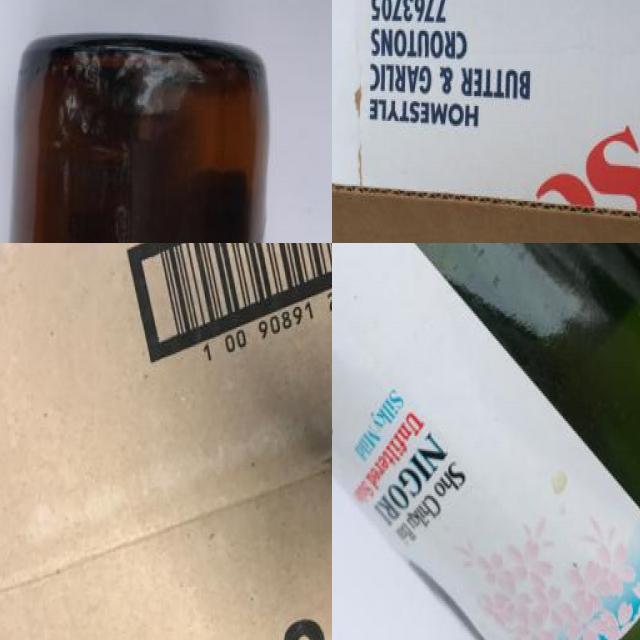 HOMESTYLE
BUTTER & GARLIC
CROUTONS
7763705
1 00 90891
Sho Chiku Bai
NIGORI
Unfiltered Sake
Silky Mild